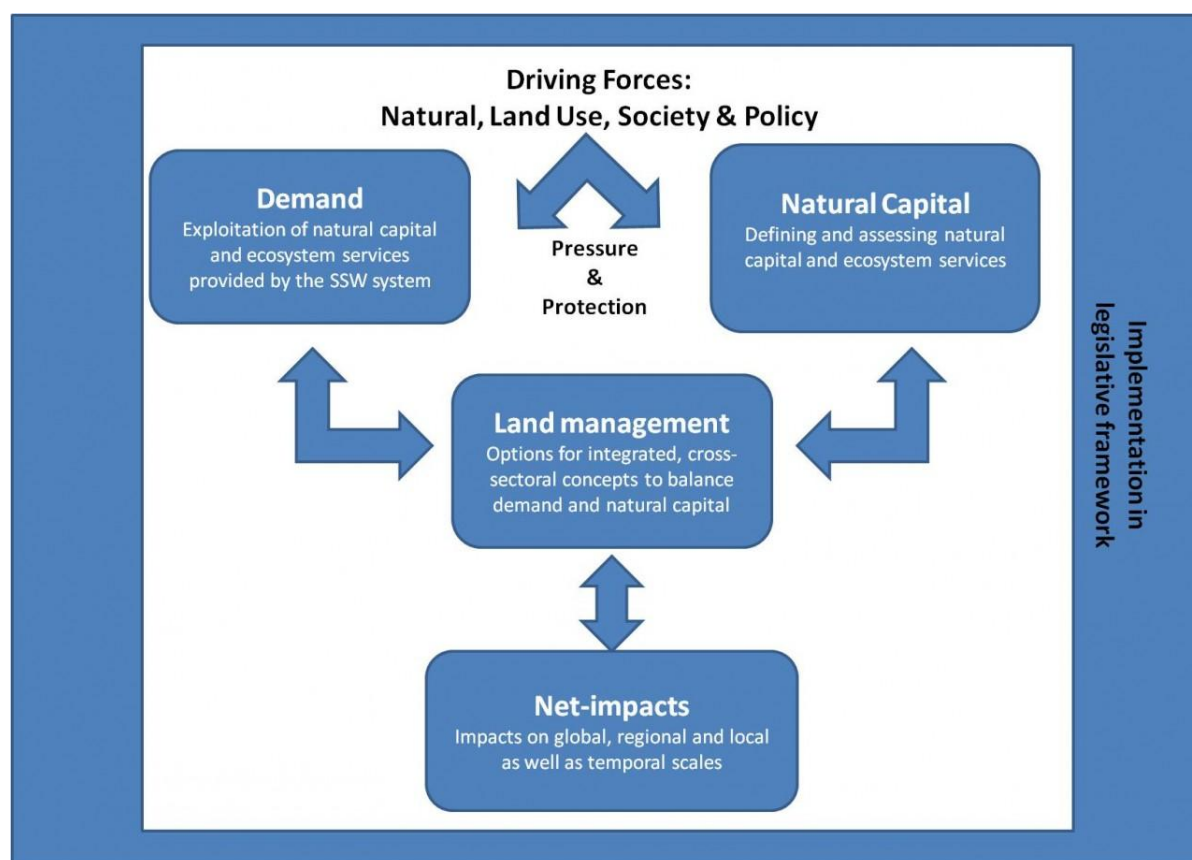 Driving Forces:
Natural, Land Use, Society & Policy
Demand
Exploitation of natural capital
and ecosystem services
provided by the SSW system
Pressure
&
Protection
Natural Capital
Defining and assessing natural
capital and ecosystem services
Land management
Options for integrated, cross-
sectoral concepts to balance
demand and natural capital
Net-impacts
Impacts on global, regional and local
as well as temporal scales
Implementation in
legislative framework